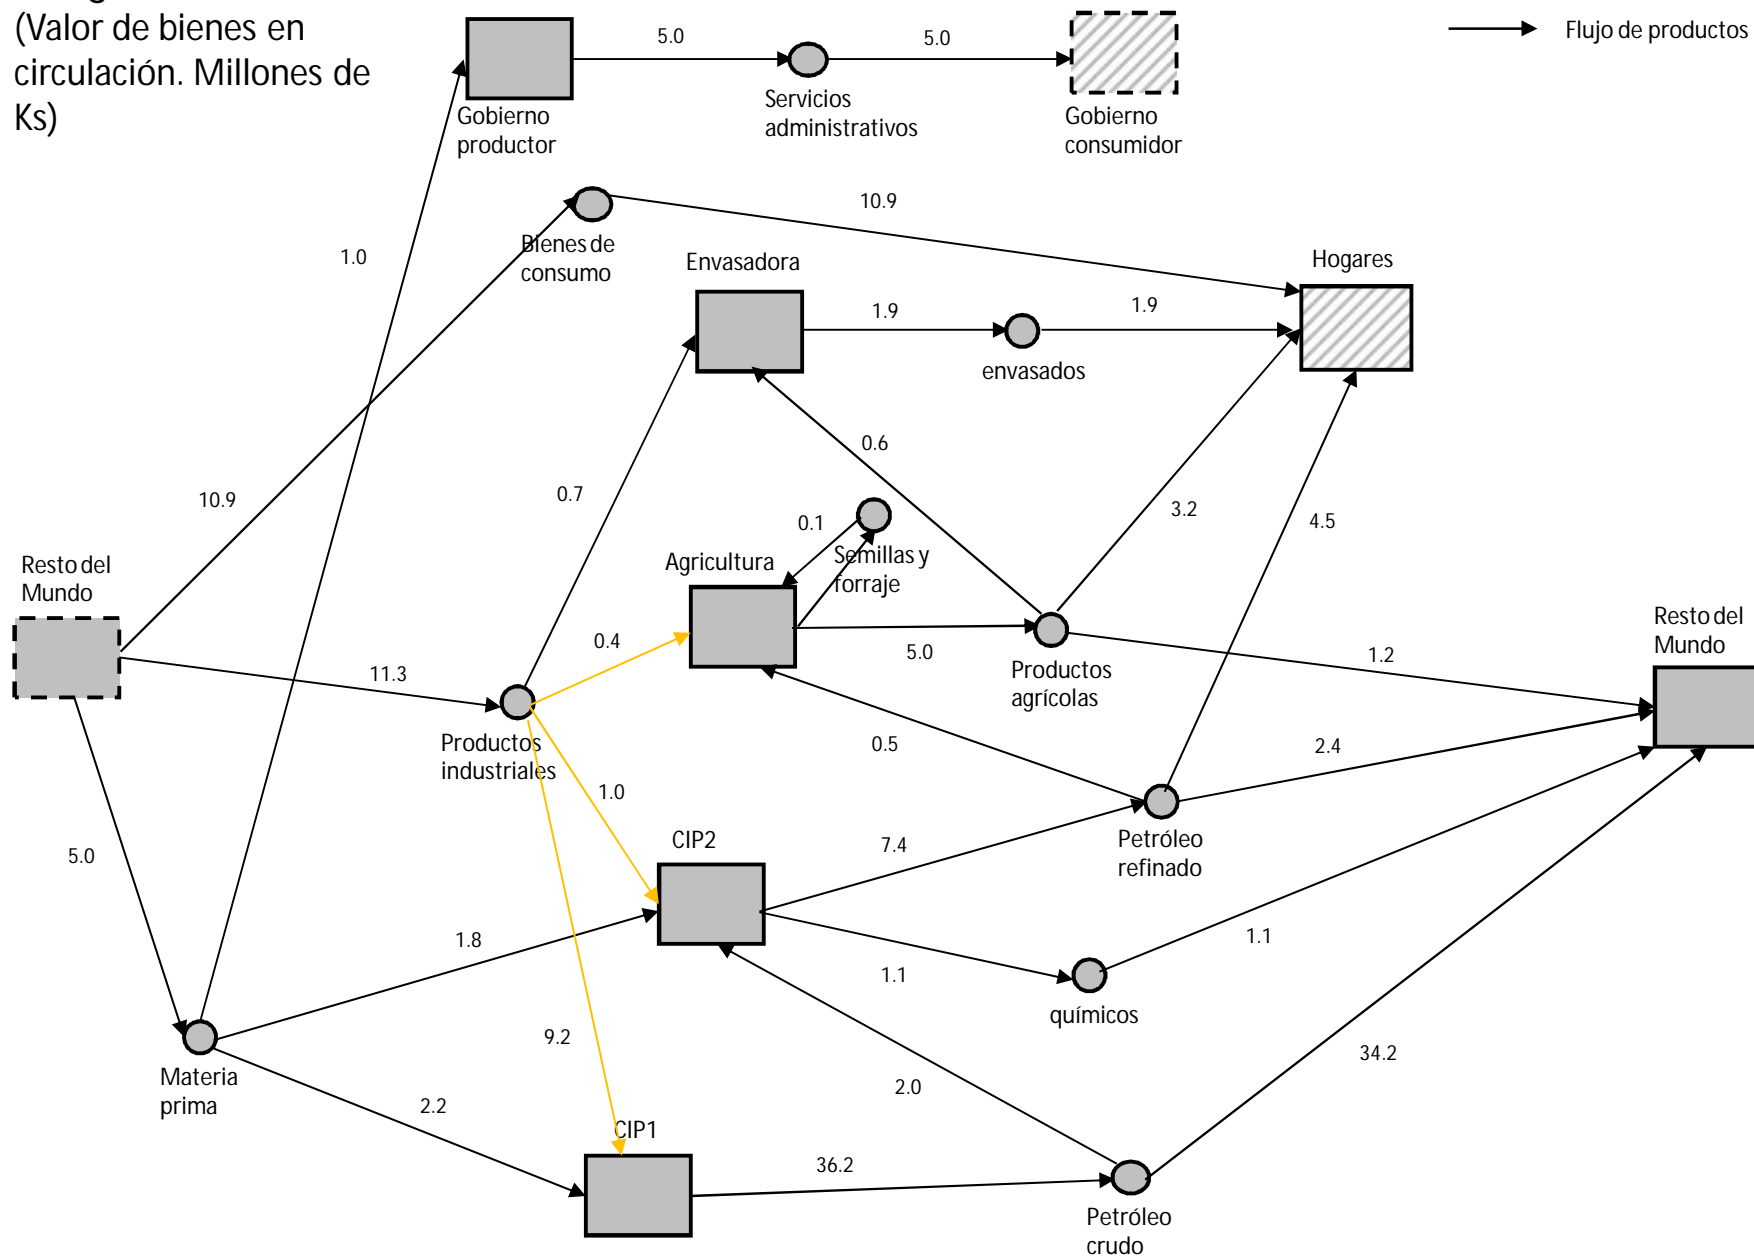 (Valor de bienes en
circulación. Millones de
Ks)
5.0
5.0
Flujo de productos
Gobierno
productor
Servicios
administrativos
Gobierno
consumidor
10.9
1.0
Bienes de
consumo
Envasadora
Hogares
1.9
1.9
envasados
0.6
10.9
0.7
3.2
4.5
0.1
Semillas y
forraje
Agricultura
Resto del
Mundo
Resto del
Mundo
0.4
5.0
1.2
11.3
Productos
agrícolas
Productos
industriales
0.5
2.4
1.0
CIP2
7.4
Petróleo
refinado
5.0
1.8
1.1
1.1
químicos
9.2
34.2
Materia
prima
2.2
2.0
CIP1
36.2
Petróleo
crudo